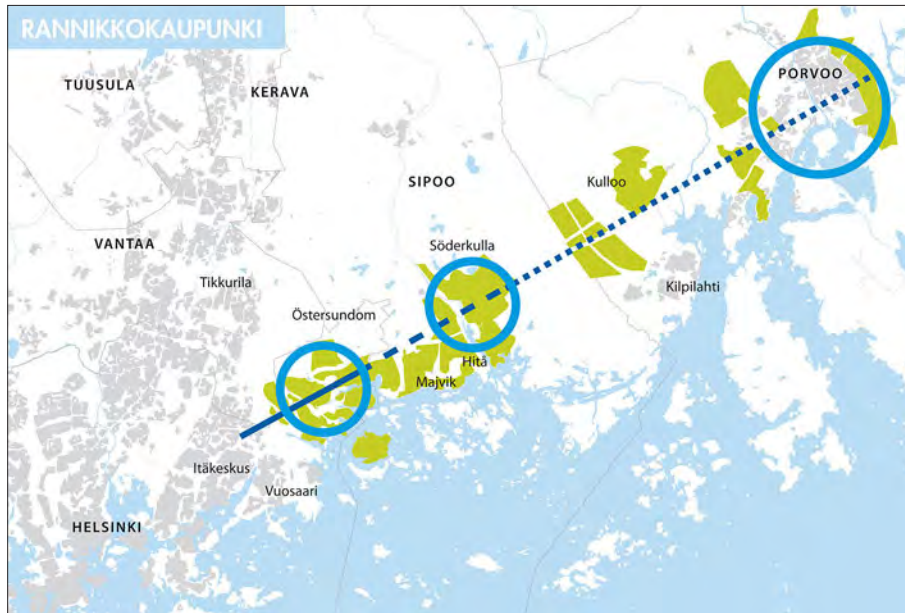 RANNIKKOKAUPUNKI
TUUSULA
KERAVA
PORVOO
SIPOO
Kulloo
VANTAA
Söderkulla
Tikkurila
Kilpilahti
Östersundom
Hitå
Majvik
Itäkeskus
Vuosaari
HELSINKI